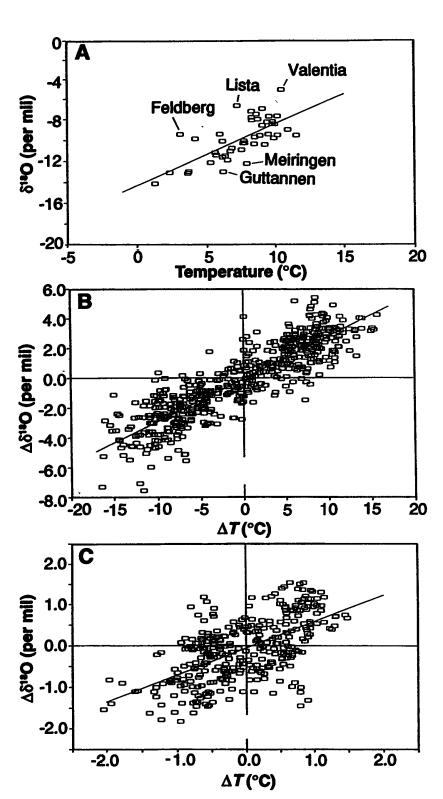 A
0
-4
-8
-12
-16
-20
δ¹⁸O (per mil)
Valentia
Lista
Feldberg
Meiringen
Guttannen
-5 0 5 10 15 20
Temperature (°C)
B
6.0
4.0
2.0
0.0
-2.0
-4.0
-6.0
-8.0
Δδ¹⁸O (per mil)
-20 -15 -10 -5 0 5 10 15 20
ΔT (°C)
C
2.0
1.0
0.0
-1.0
-2.0
Δδ¹⁸O (per mil)
-2.0 -1.0 0.0 1.0 2.0
ΔT (°C)